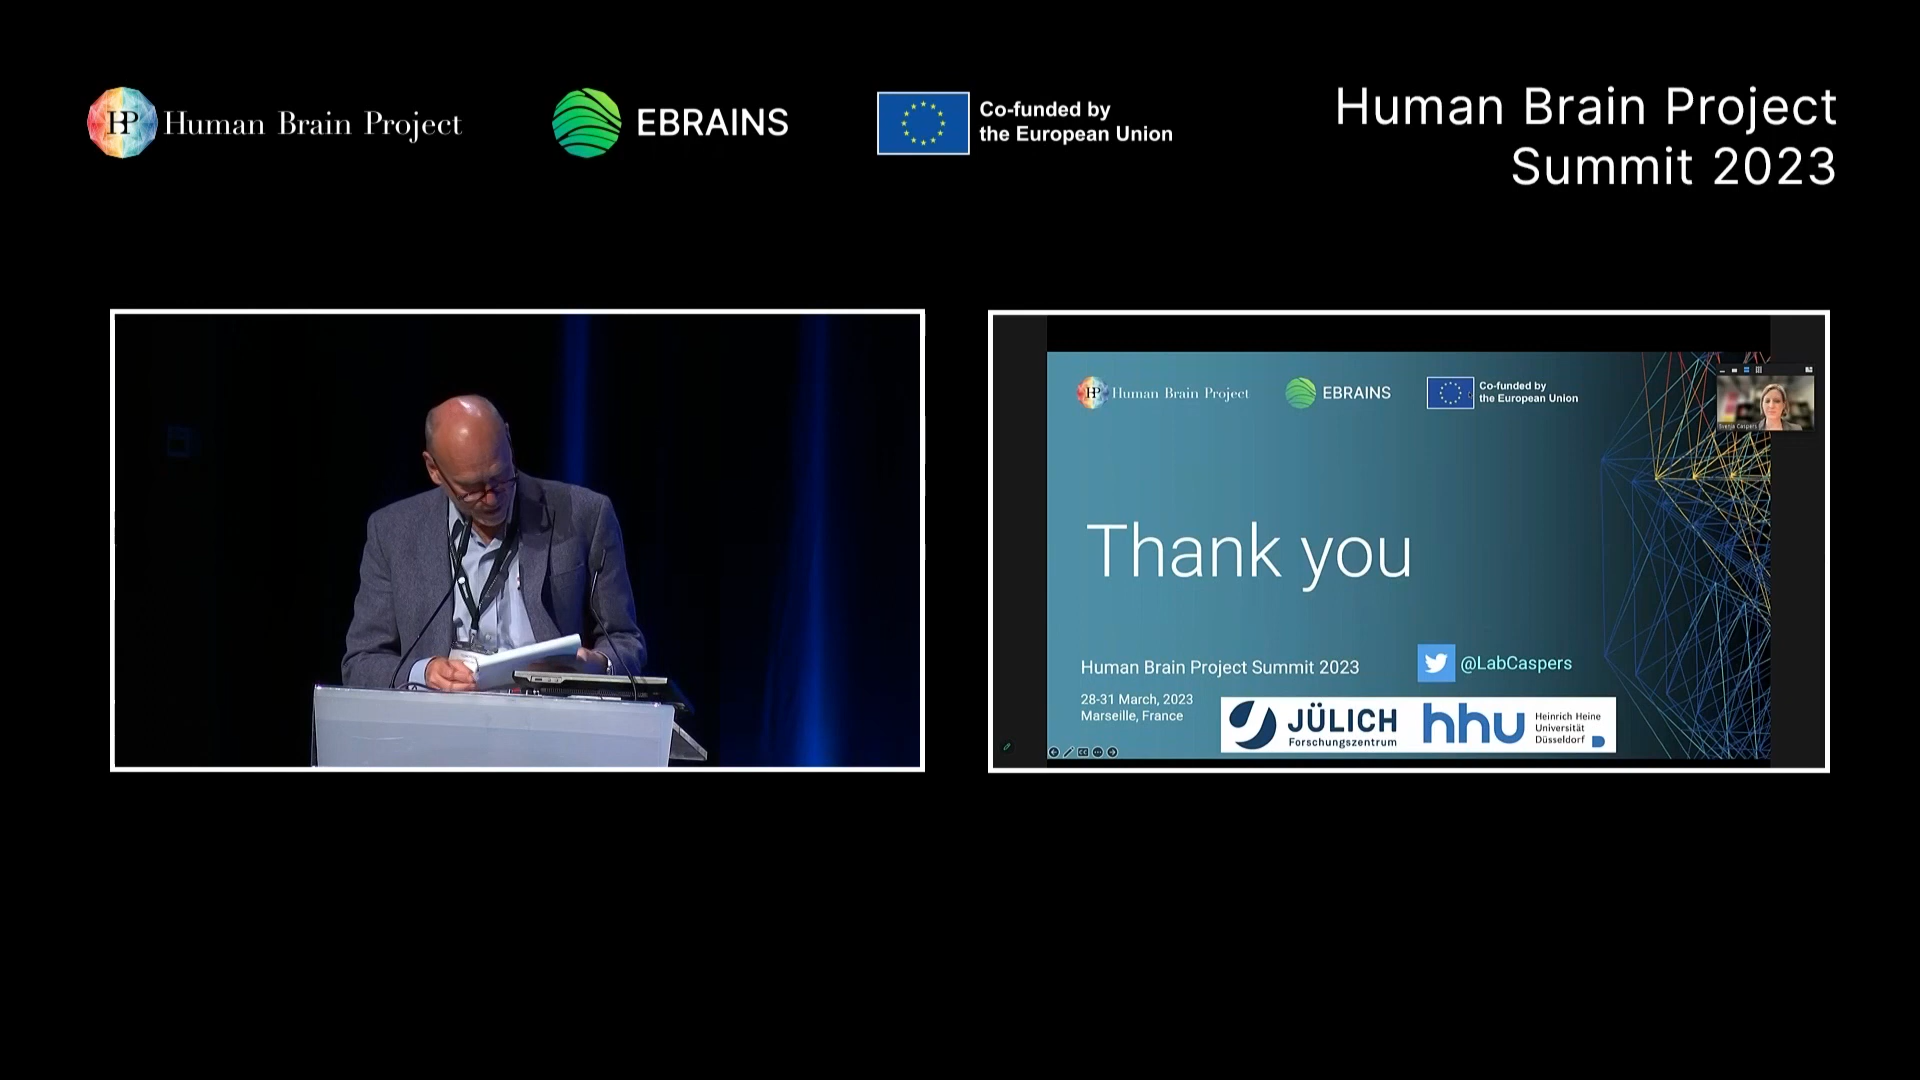 Human Brain Project
EBRAINS
Co-funded by
the European Union
Human Brain Project
Summit 2023
Human Brain Project
EBRAINS
Co-funded by
the European Union
Svenja Caspers
Thank you
Human Brain Project Summit 2023
@LabCaspers
28-31 March, 2023
Marseille, France
JÜLICH
Forschungszentrum
hhu
Heinrich Heine
Universität
Düsseldorf